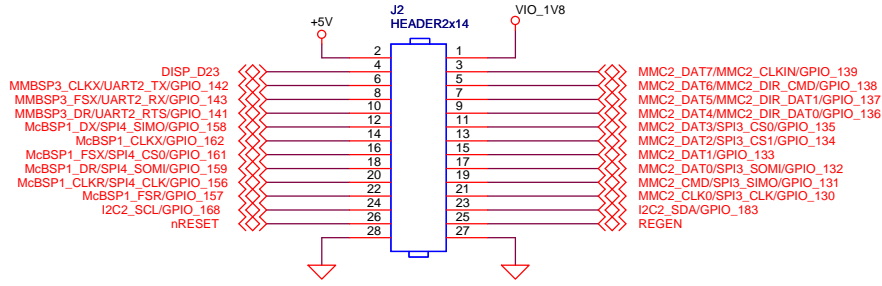 J2
HEADER2x14
+5V
VIO_1V8
2 1
DISP_D23 4 3 MMC2_DAT7/MMC2_CLKIN/GPIO_139
MMBSP3_CLKX/UART2_TX/GPIO_142 6 5 MMC2_DAT6/MMC2_DIR_CMD/GPIO_138
MMBSP3_FSX/UART2_RX/GPIO_143 8 7 MMC2_DAT5/MMC2_DIR_DAT1/GPIO_137
MMBSP3_DR/UART2_RTS/GPIO_141 10 9 MMC2_DAT4/MMC2_DIR_DAT0/GPIO_136
McBSP1_DX/SPI4_SIMO/GPIO_158 12 11 MMC2_DAT3/SPI3_CS0/GPIO_135
McBSP1_CLKX/GPIO_162 14 13 MMC2_DAT2/SPI3_CS1/GPIO_134
McBSP1_FSX/SPI4_CS0/GPIO_161 16 15 MMC2_DAT1/GPIO_133
McBSP1_DR/SPI4_SOMI/GPIO_159 18 17 MMC2_DAT0/SPI3_SOMI/GPIO_132
McBSP1_CLKR/SPI4_CLK/GPIO_156 20 19 MMC2_CMD/SPI3_SIMO/GPIO_131
McBSP1_FSR/GPIO_157 22 21 MMC2_CLK0/SPI3_CLK/GPIO_130
I2C2_SCL/GPIO_168 24 23 I2C2_SDA/GPIO_183
nRESET 26 25 REGEN
28 27